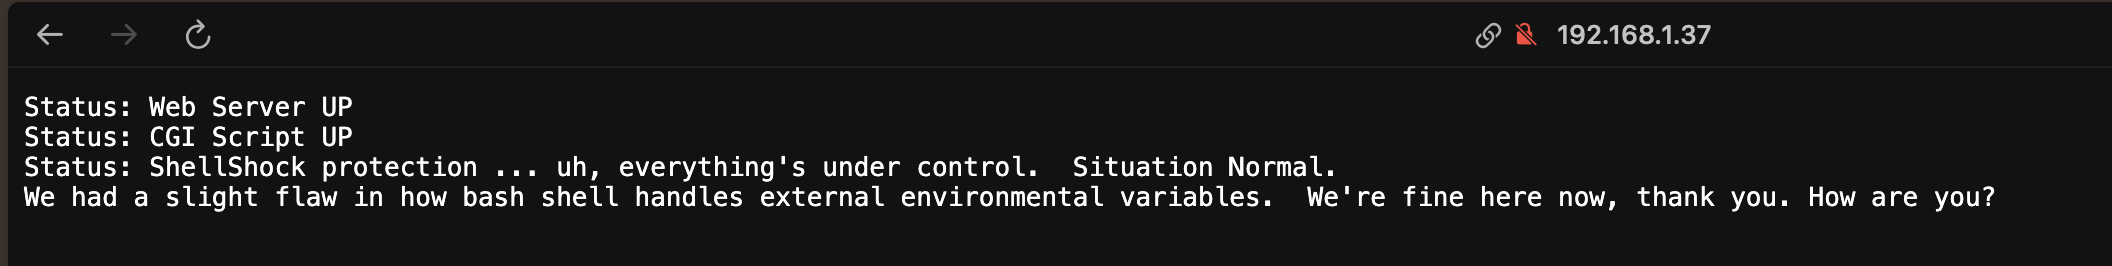 192.168.1.37
Status: Web Server UP
Status: CGI Script UP
Status: ShellShock protection ... uh, everything's under control.  Situation Normal.
We had a slight flaw in how bash shell handles external environmental variables.  We're fine here now, thank you. How are you?